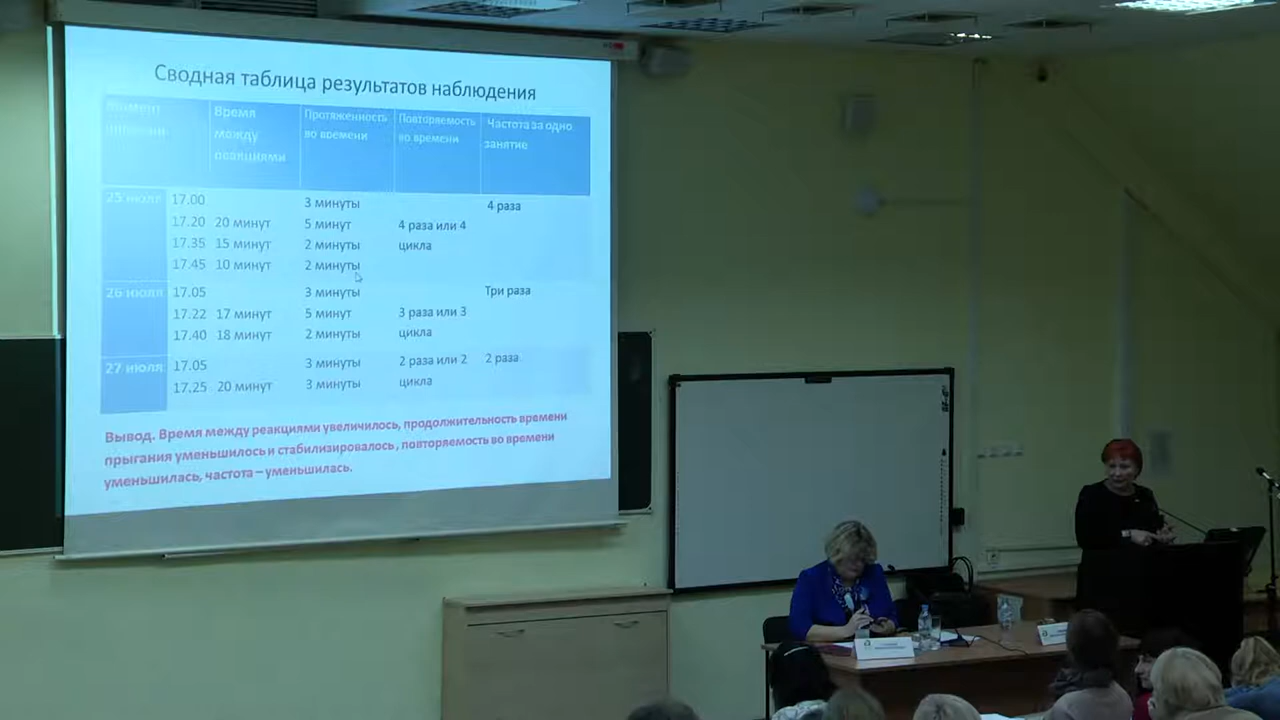 Сводная таблица результатов наблюдения
Момент Время Протяженность Повторяемость Частота за одно
между во времени во времени занятие
реакциями
25 июля 17.00 3 минуты 4 раза
17.20 20 минут 5 минут 4 раза или 4
17.35 15 минут 2 минуты цикла
17.45 10 минут 2 минуты
26 июля 17.05 3 минуты Три раза
17.22 17 минут 5 минут 3 раза или 3
17.40 18 минут 2 минуты цикла
27 июля 17.05 3 минуты 2 раза или 2 2 раза
17.25 20 минут 3 минуты цикла
Вывод. Время между реакциями увеличилось, продолжительность времени
прыгания уменьшилось и стабилизировалось , повторяемость во времени
уменьшилась, частота – уменьшилась.